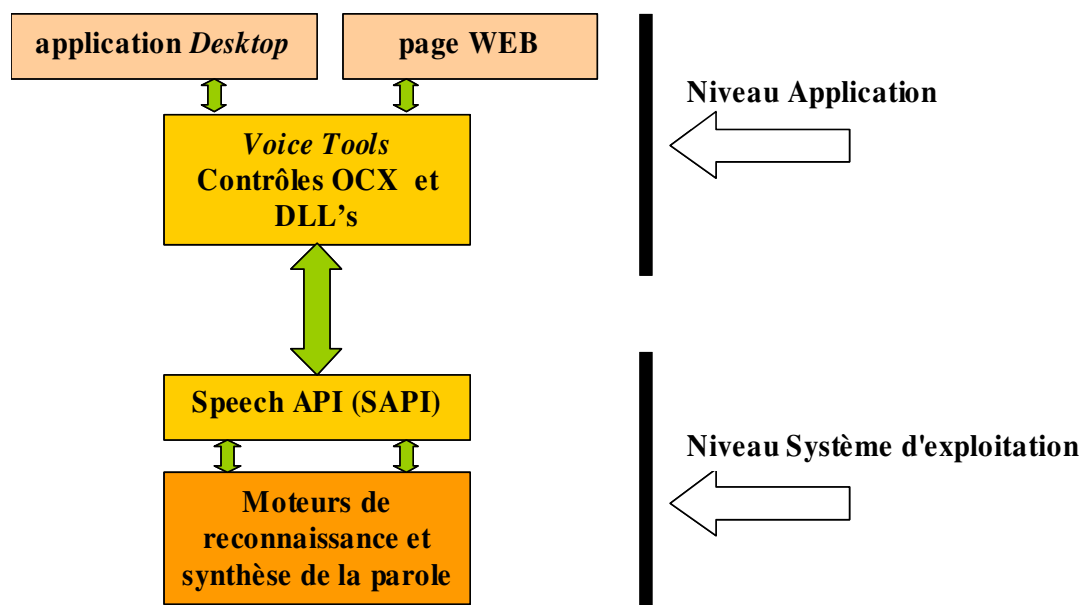 application Desktop
page WEB
Niveau Application
Voice Tools
Contrôles OCX et
DLL’s
Speech API (SAPI)
Niveau Système d'exploitation
Moteurs de
reconnaissance et
synthèse de la parole